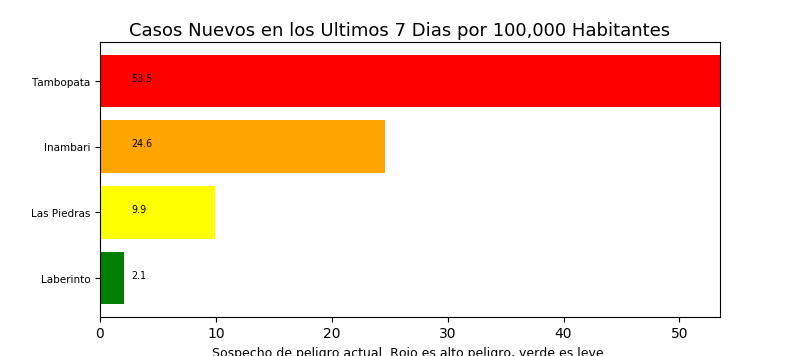 Casos Nuevos en los Ultimos 7 Dias por 100,000 Habitantes
Tambopata 53.5
Inambari 24.6
Las Piedras 9.9
Laberinto 2.1
0 10 20 30 40 50
Sospecho de peligro actual. Rojo es alto peligro, verde es leve